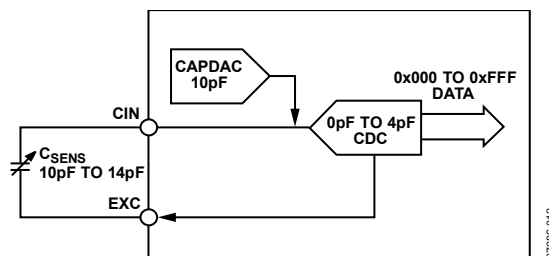 CAPDAC
10pF
0x000 TO 0xFFF
DATA
CIN
0pF TO 4pF
CDC
CSENS
10pF TO 14pF
EXC